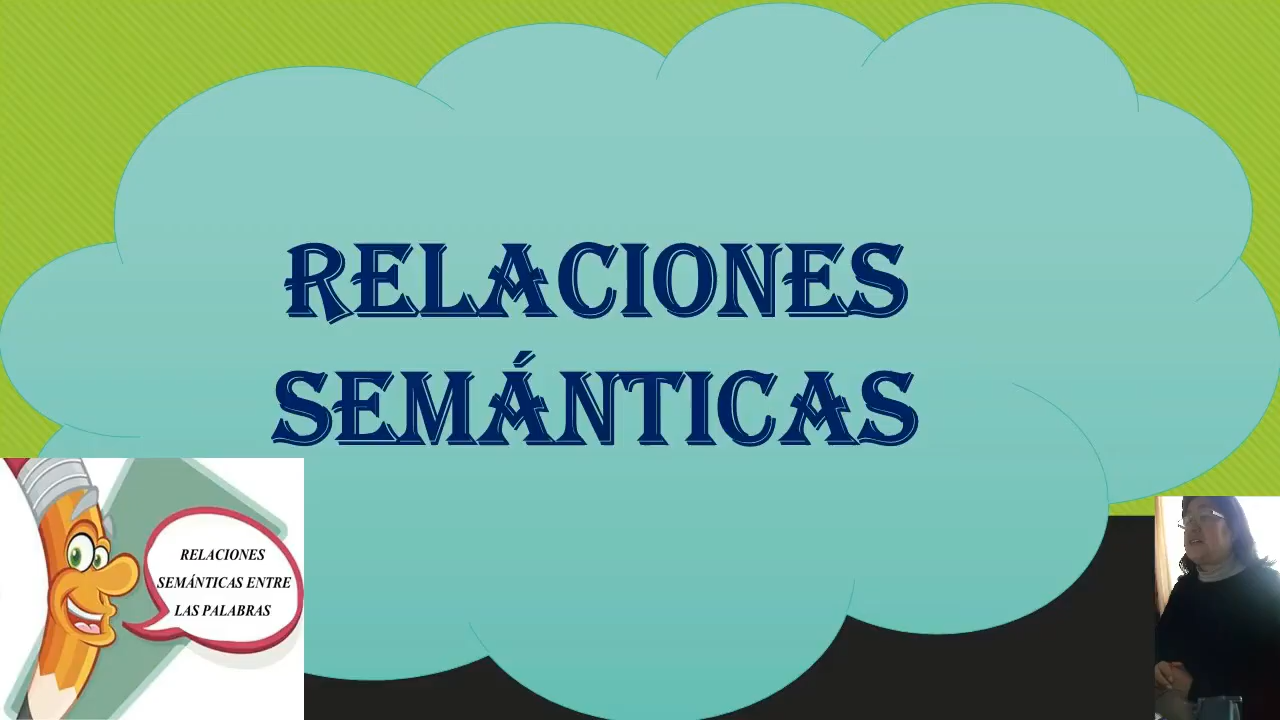 RELACIONES
SEMÁNTICAS
RELACIONES
SEMÁNTICAS ENTRE
LAS PALABRAS